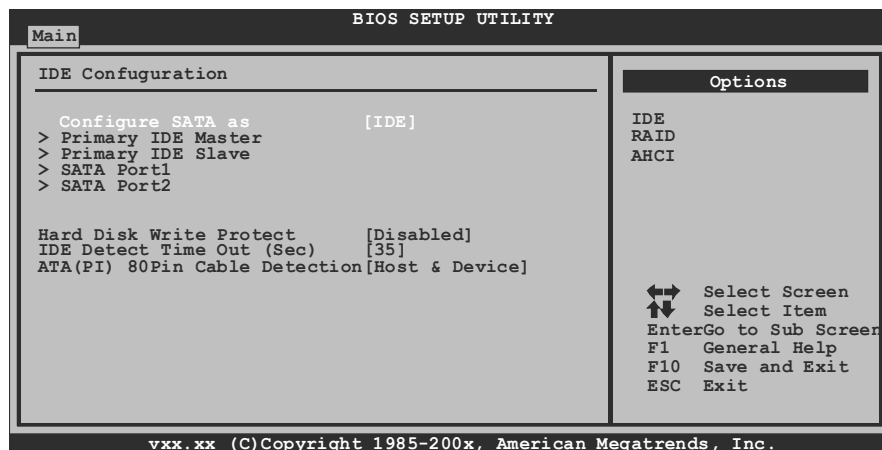 BIOS SETUP UTILITY
Main
IDE Confuguration
Configure SATA as [IDE]
> Primary IDE Master
> Primary IDE Slave
> SATA Port1
> SATA Port2
Hard Disk Write Protect [Disabled]
IDE Detect Time Out (Sec) [35]
ATA(PI) 80Pin Cable Detection[Host & Device]
Options
IDE
RAID
AHCI
Select Screen
Select Item
EnterGo to Sub Screen
F1 General Help
F10 Save and Exit
ESC Exit
vxx.xx (C)Copyright 1985-200x, American Megatrends, Inc.